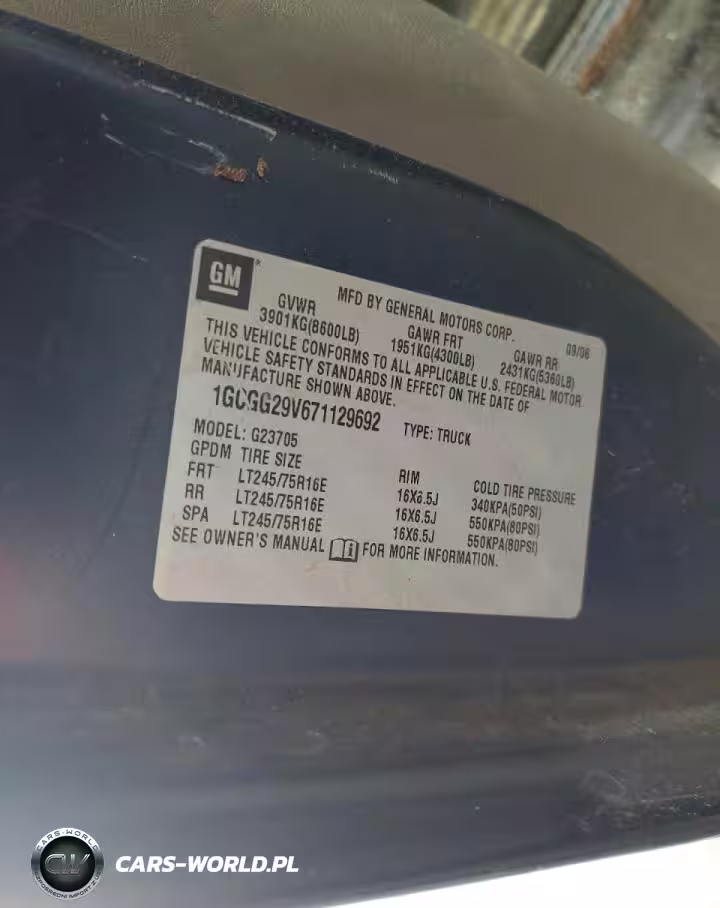 GM
MFD BY GENERAL MOTORS CORP. 09/06
GVWR GAWR FRT GAWR RR
3901KG(8600LB) 1951KG(4300LB) 2431KG(5360LB)
THIS VEHICLE CONFORMS TO ALL APPLICABLE U.S. FEDERAL MOTOR
VEHICLE SAFETY STANDARDS IN EFFECT ON THE DATE OF
MANUFACTURE SHOWN ABOVE.
1GCGG29V671129692 TYPE: TRUCK
MODEL: G23705
GPDM TIRE SIZE RIM COLD TIRE PRESSURE
FRT LT245/75R16E 16X6.5J 340KPA(50PSI)
RR LT245/75R16E 16X6.5J 550KPA(80PSI)
SPA LT245/75R16E 16X6.5J 550KPA(80PSI)
SEE OWNER'S MANUAL FOR MORE INFORMATION.
CARS-WORLD
CW
CARS-WORLD.PL